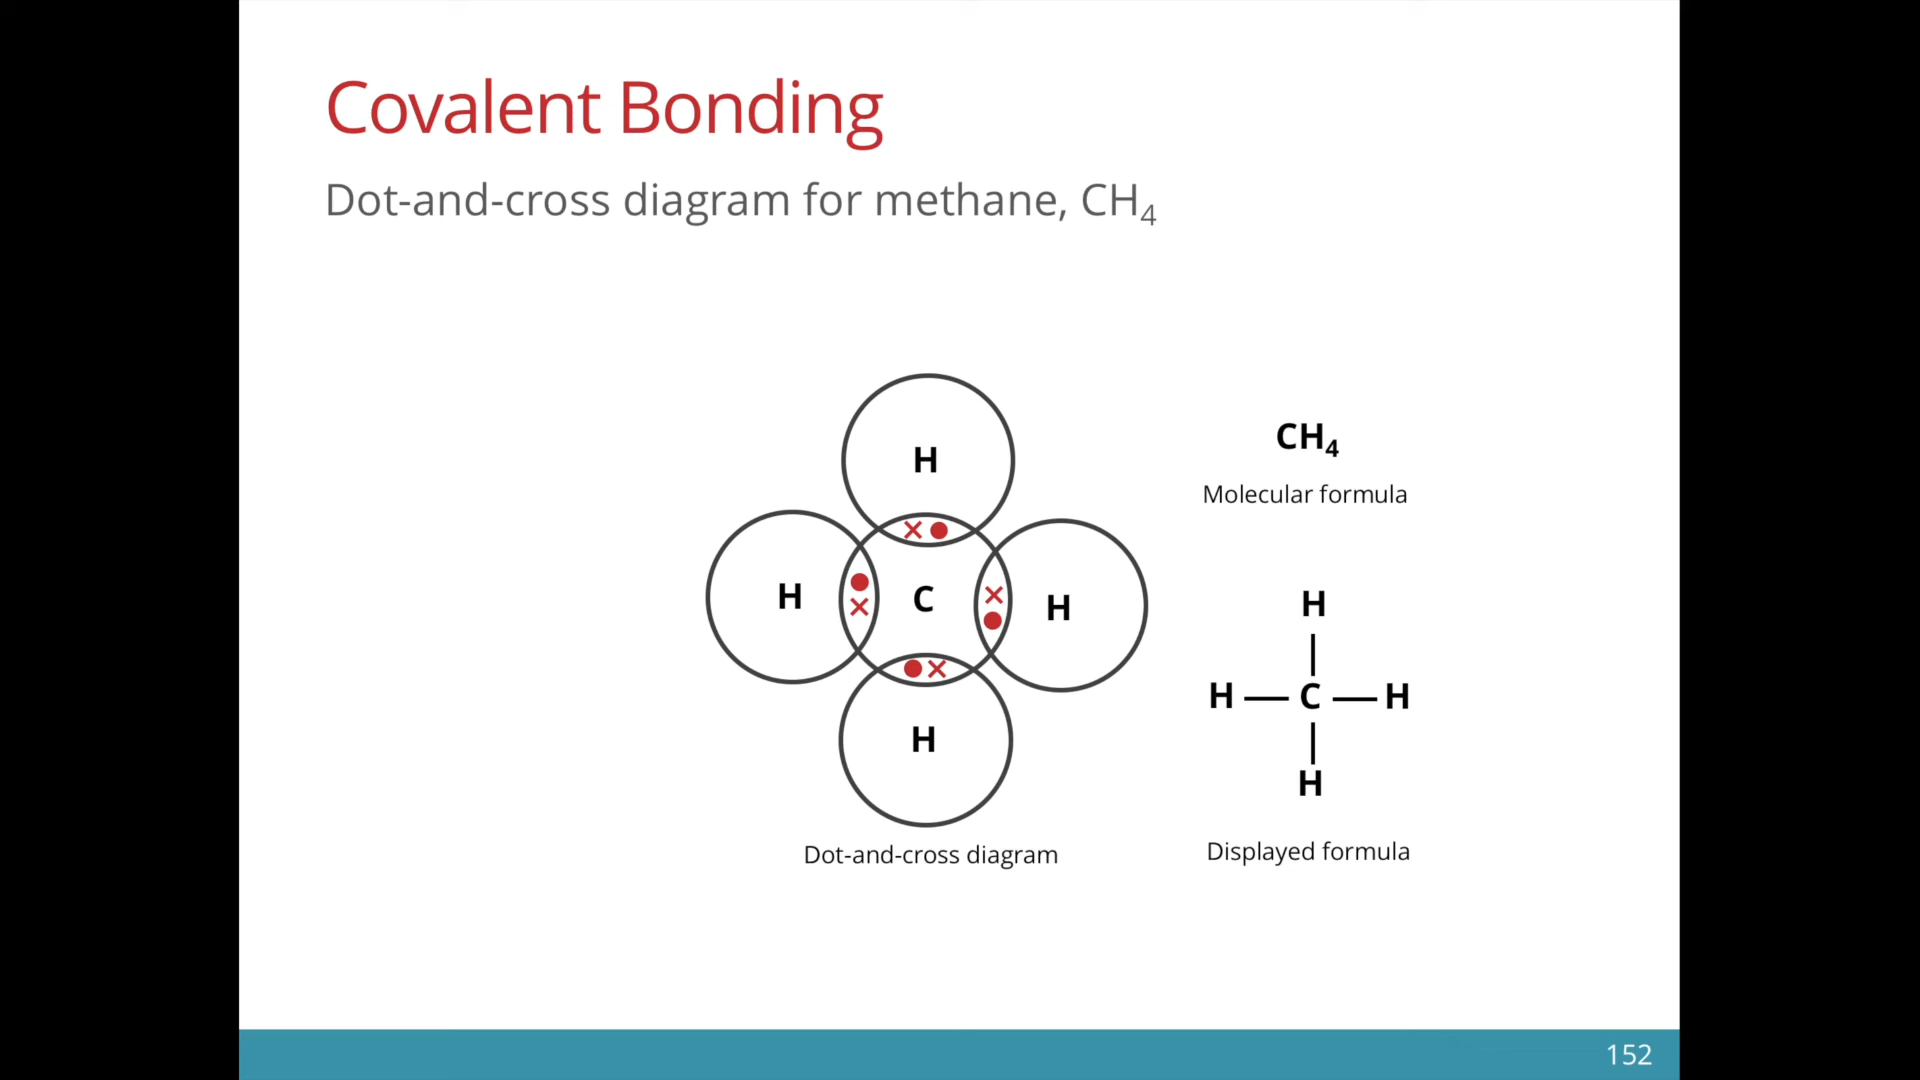 Covalent Bonding
Dot-and-cross diagram for methane, CH₄
H
H C H
H
Dot-and-cross diagram
CH₄
Molecular formula
H
H — C — H
H
Displayed formula
152